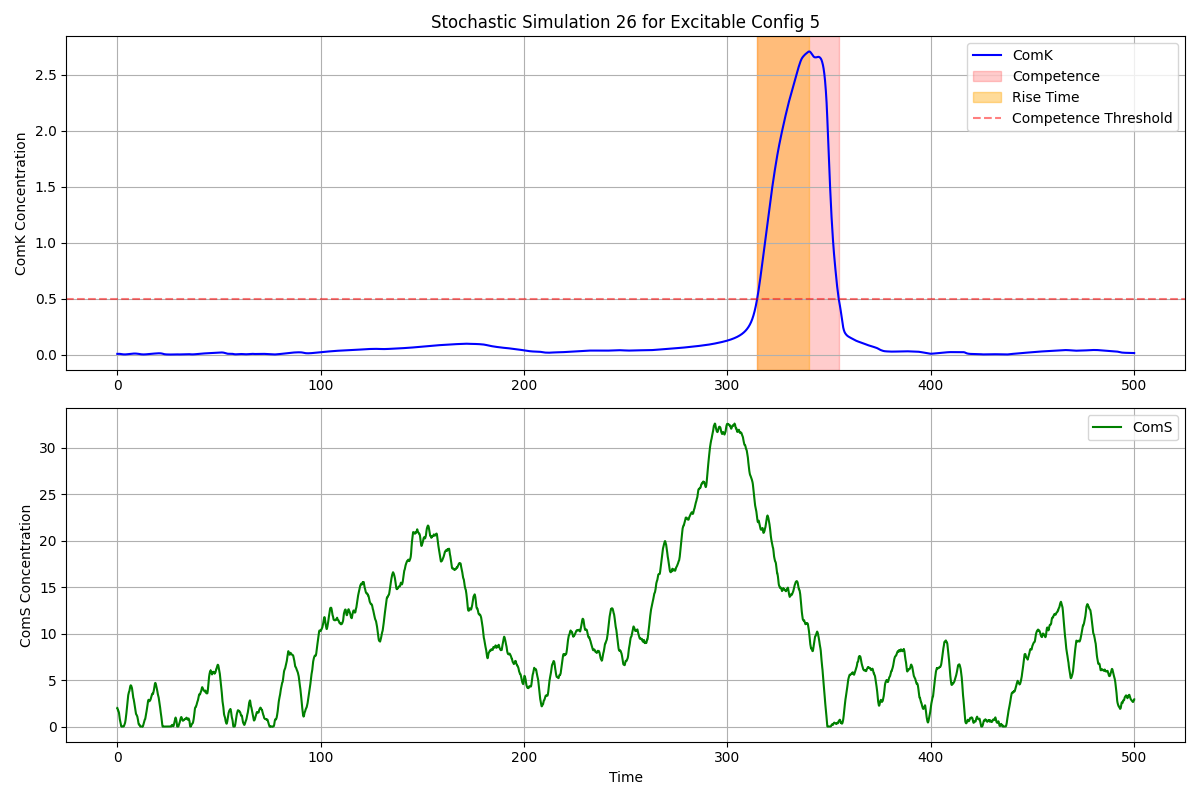 Stochastic Simulation 26 for Excitable Config 5
ComK Concentration
2.5
2.0
1.5
1.0
0.5
0.0
0 100 200 300 400 500
ComK
Competence
Rise Time
Competence Threshold
ComS Concentration
30
25
20
15
10
5
0
0 100 200 300 400 500
ComS
Time